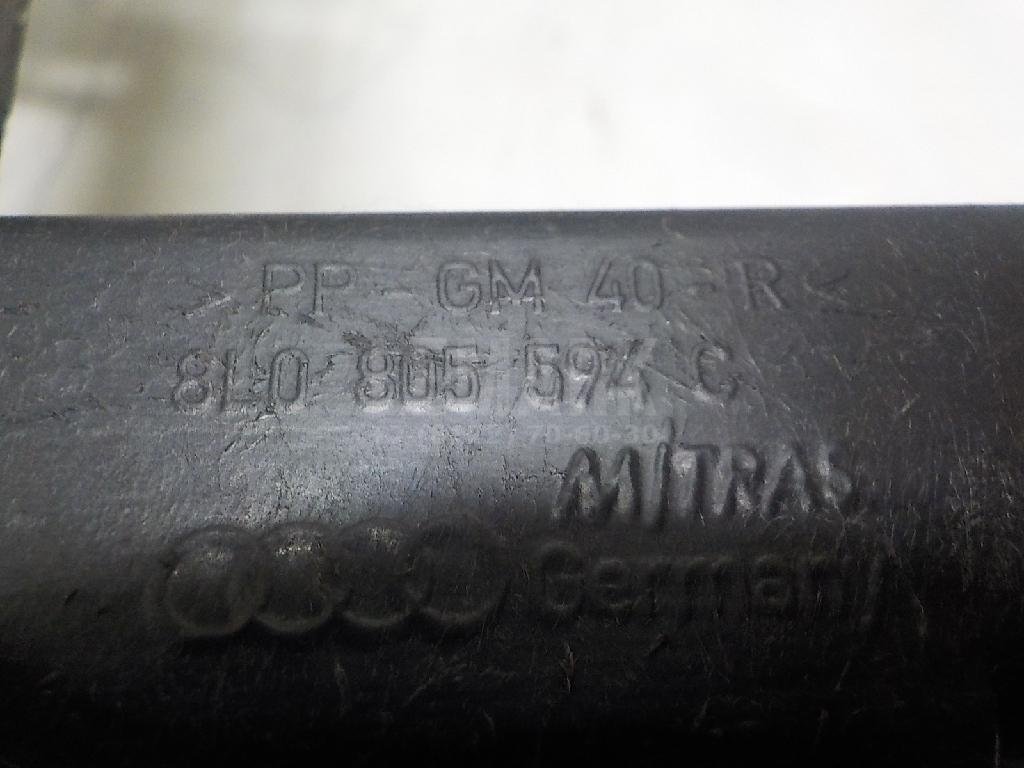 >PP-GM 40-R<
8L0 805 594 C
MITRAS
Germany